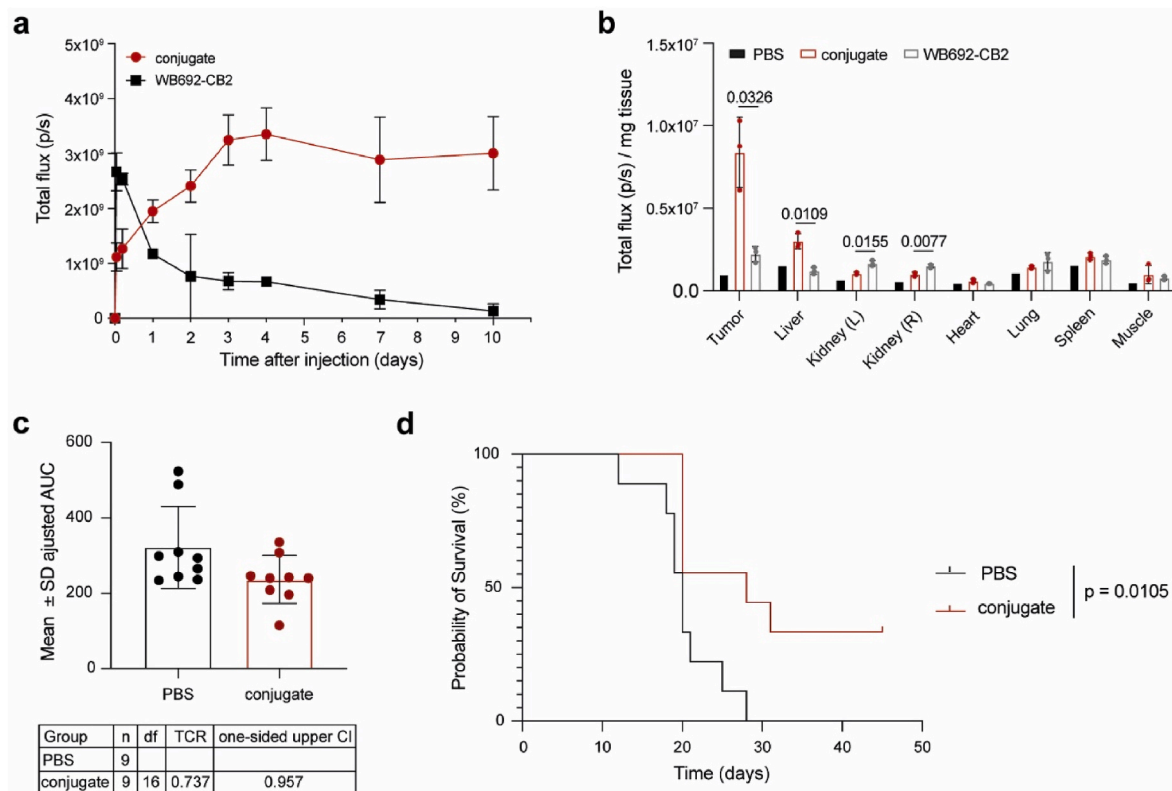 a
conjugate
WB692-CB2
5x10⁹
4x10⁹
3x10⁹
2x10⁹
1x10⁹
0
Total flux (p/s)
0 1 2 3 4 5 6 7 8 9 10
Time after injection (days)
b
PBS conjugate WB692-CB2
1.5x10⁷
1.0x10⁷
0.5x10⁷
0.0
Total flux (p/s) / mg tissue
0.0326
0.0109
0.0155
0.0077
Tumor Liver Kidney (L) Kidney (R) Heart Lung Spleen Muscle
c
600
400
200
0
Mean ± SD ajusted AUC
PBS conjugate
Group n df TCR one-sided upper CI
PBS 9
conjugate 9 16 0.737 0.957
d
100
50
0
Probability of Survival (%)
0 10 20 30 40 50
Time (days)
PBS
conjugate
p = 0.0105